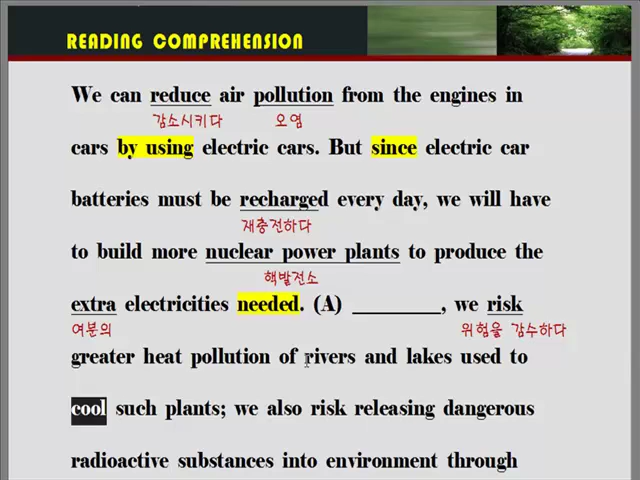 READING COMPREHENSION
We can reduce air pollution from the engines in
감소시키다 오염
cars by using electric cars. But since electric car
batteries must be recharged every day, we will have
재충전하다
to build more nuclear power plants to produce the
핵발전소
extra electricities needed. (A) ________, we risk
여분의 위험을 감수하다
greater heat pollution of rivers and lakes used to
cool such plants; we also risk releasing dangerous
radioactive substances into environment through